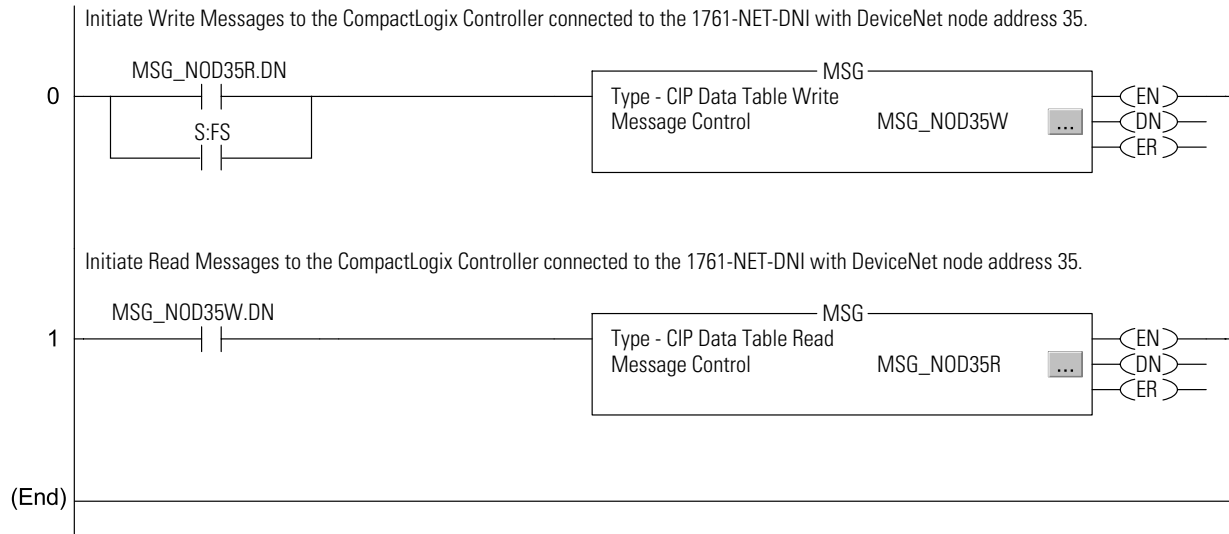 Initiate Write Messages to the CompactLogix Controller connected to the 1761-NET-DNI with DeviceNet node address 35.
MSG_NOD35R.DN
MSG
0
Type - CIP Data Table Write
EN
Message Control MSG_NOD35W ...
DN
S:FS
ER
Initiate Read Messages to the CompactLogix Controller connected to the 1761-NET-DNI with DeviceNet node address 35.
MSG_NOD35W.DN
MSG
1
Type - CIP Data Table Read
EN
Message Control MSG_NOD35R ...
DN
ER
(End)